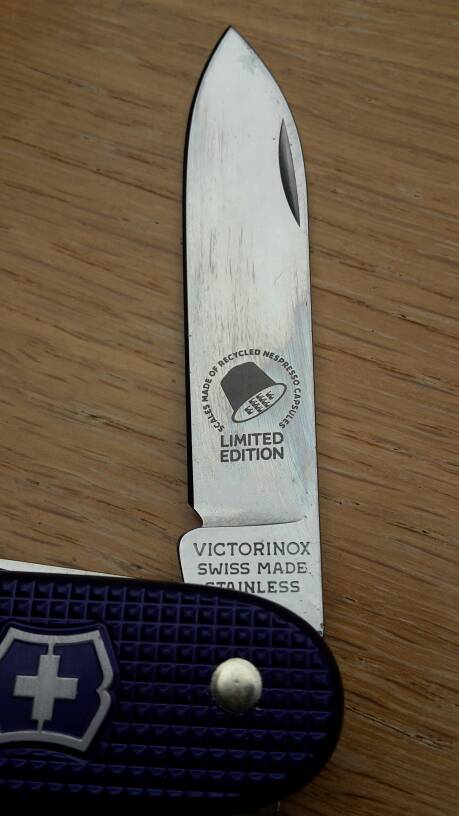 SCALES MADE OF RECYCLED NESPRESSO CAPSULES
LIMITED
EDITION
VICTORINOX
SWISS MADE
STAINLESS